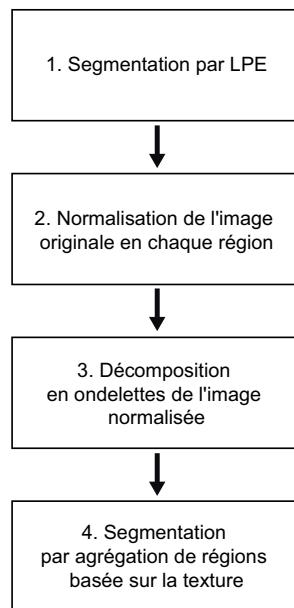 1. Segmentation par LPE
2. Normalisation de l'image
originale en chaque région
3. Décomposition
en ondelettes de l'image
normalisée
4. Segmentation
par agrégation de régions
basée sur la texture